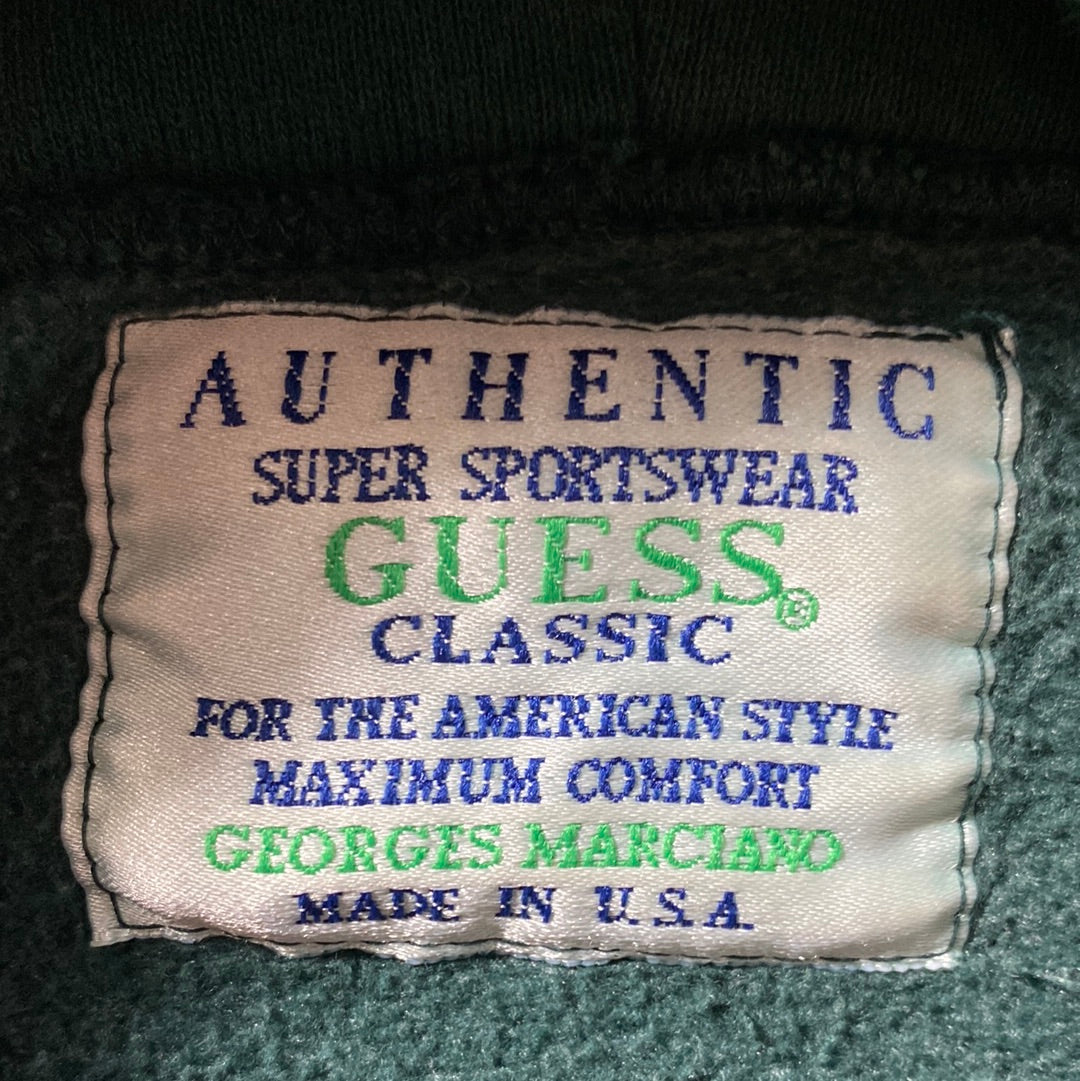 AUTHENTIC
SUPER SPORTSWEAR
GUESS®
CLASSIC
FOR THE AMERICAN STYLE
MAXIMUM COMFORT
GEORGES MARCIANO
MADE IN U.S.A.